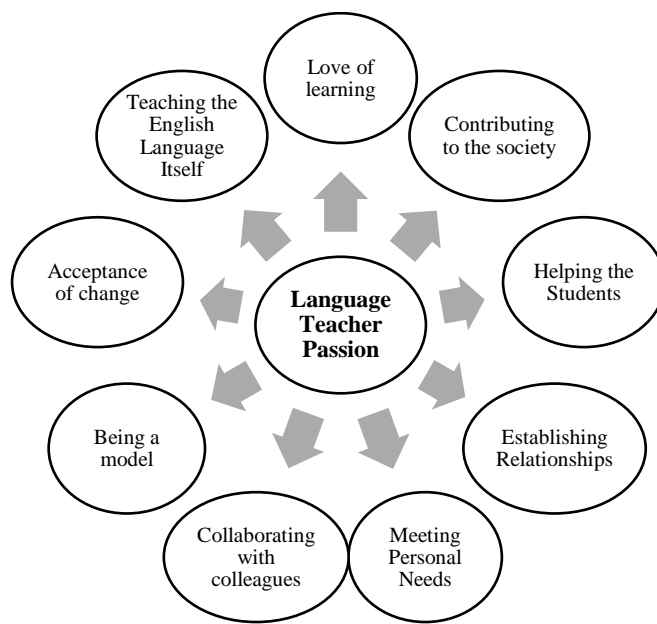 Love of
learning
Contributing
to the society
Helping the
Students
Establishing
Relationships
Meeting
Personal
Needs
Collaborating
with
colleagues
Being a
model
Acceptance
of change
Teaching the
English
Language
Itself
Language
Teacher
Passion